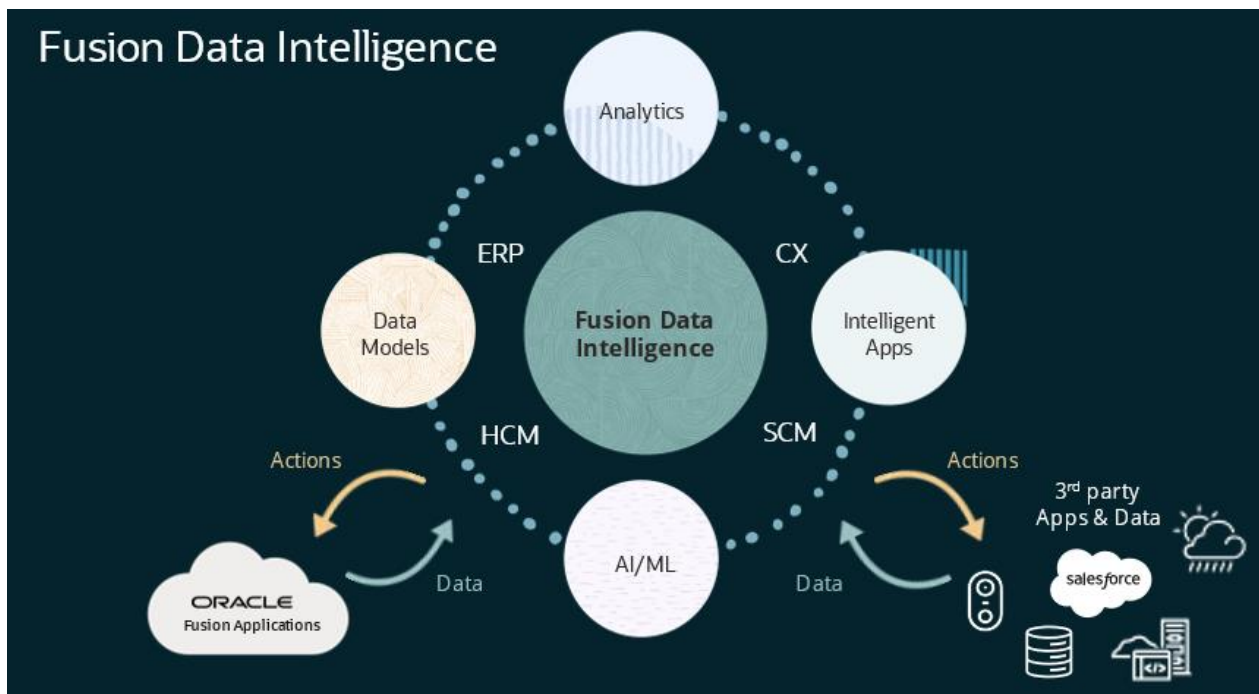 Fusion Data Intelligence
Analytics
ERP
CX
Data
Models
Fusion Data
Intelligence
Intelligent
Apps
HCM
SCM
Actions
Actions
3rd party
Apps & Data
AI/ML
Data
Data
salesforce
ORACLE
Fusion Applications
</>